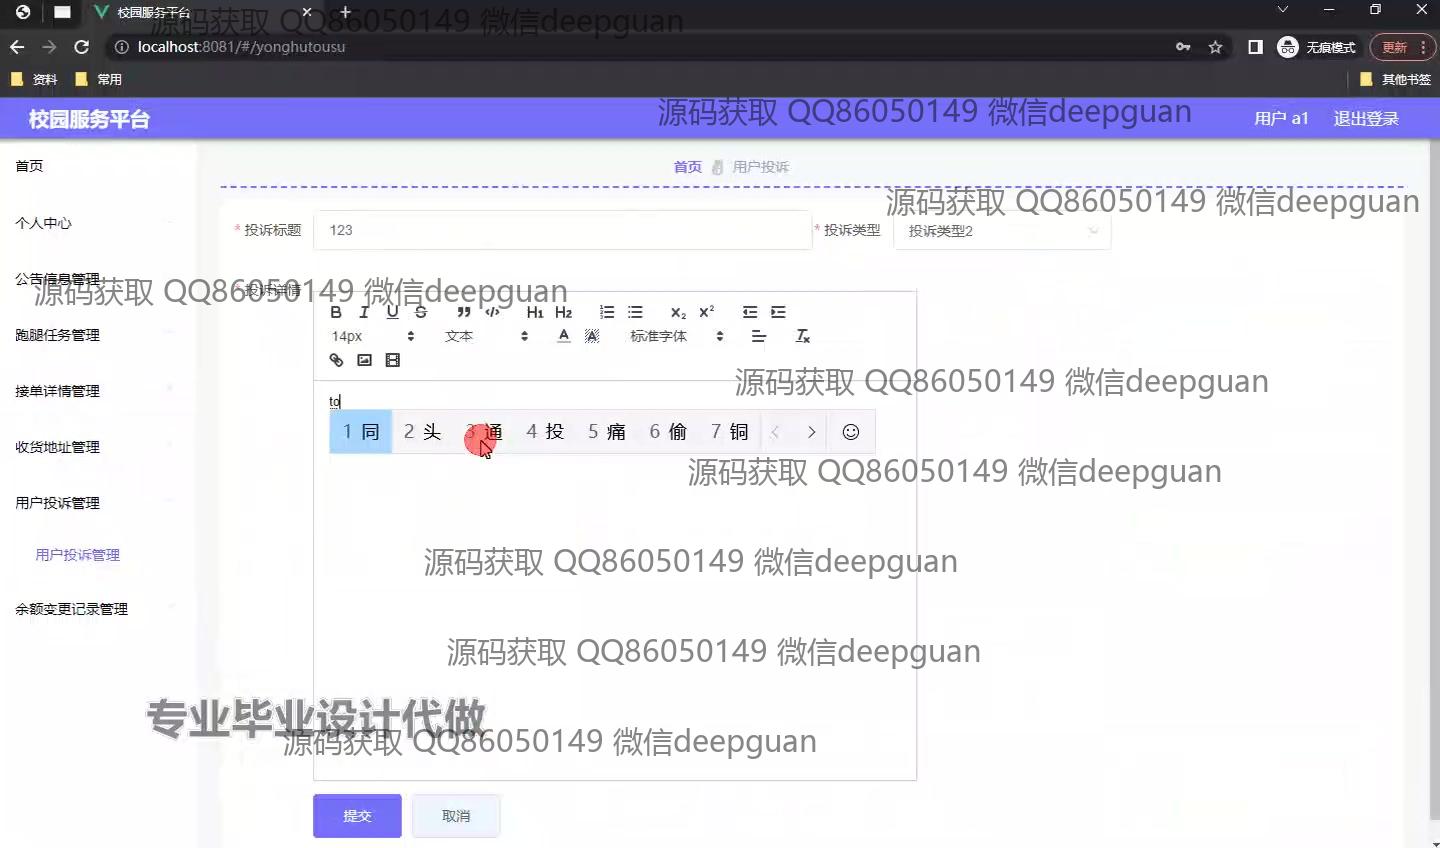 校园服务平台
源码获取 QQ86050149 微信deepguan
localhost:8081/#/yonghutousu
无痕模式
更新
资料
常用
其他书签
校园服务平台
源码获取 QQ86050149 微信deepguan
用户 a1
退出登录
首页
首页
用户投诉
源码获取 QQ86050149 微信deepguan
个人中心
* 投诉标题
123
* 投诉类型
投诉类型2
公告信息管理
源码获取 QQ86050149 微信deepguan
投诉详情
B I U S ” </> H1 H2 X2 X2
14px
文本
A A
标准字体
Tx
跑腿任务管理
源码获取 QQ86050149 微信deepguan
接单详情管理
to
1 同 2 头 3 通 4 投 5 痛 6 偷 7 铜
收货地址管理
源码获取 QQ86050149 微信deepguan
用户投诉管理
用户投诉管理
源码获取 QQ86050149 微信deepguan
余额变更记录管理
源码获取 QQ86050149 微信deepguan
专业毕业设计代做
源码获取 QQ86050149 微信deepguan
提交
取消